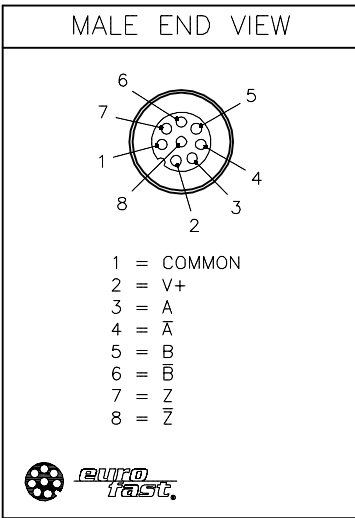 MALE END VIEW
6
7
5
1
4
8
3
2
1 = COMMON
2 = V+
3 = A
4 = A̅
5 = B
6 = B̅
7 = Z
8 = Z̅
euro
fast.